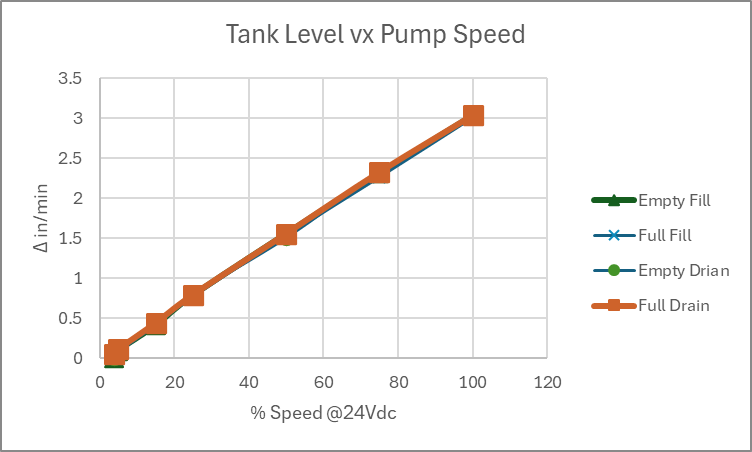 Tank Level vx Pump Speed
3.5
3
2.5
2
1.5
1
0.5
0
Δ in/min
0 20 40 60 80 100 120
% Speed @24Vdc
Empty Fill
Full Fill
Empty Drian
Full Drain